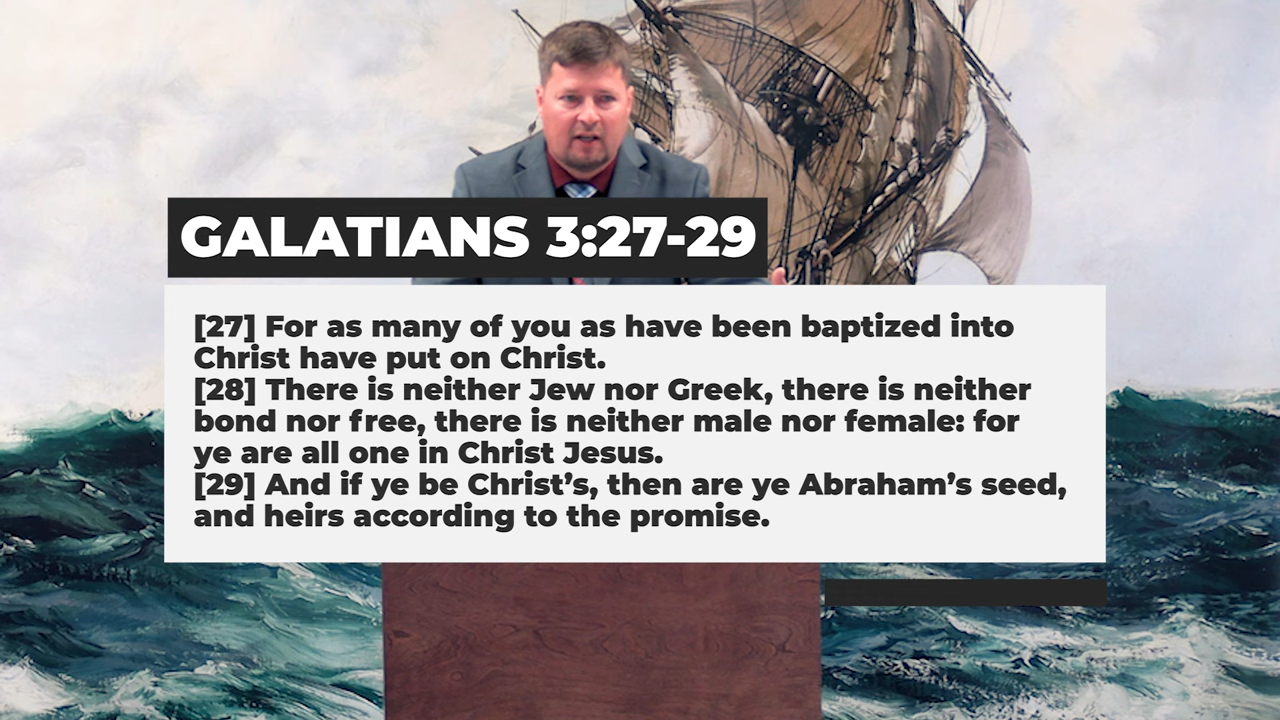 GALATIANS 3:27-29
[27] For as many of you as have been baptized into
Christ have put on Christ.
[28] There is neither Jew nor Greek, there is neither
bond nor free, there is neither male nor female: for
ye are all one in Christ Jesus.
[29] And if ye be Christ’s, then are ye Abraham’s seed,
and heirs according to the promise.